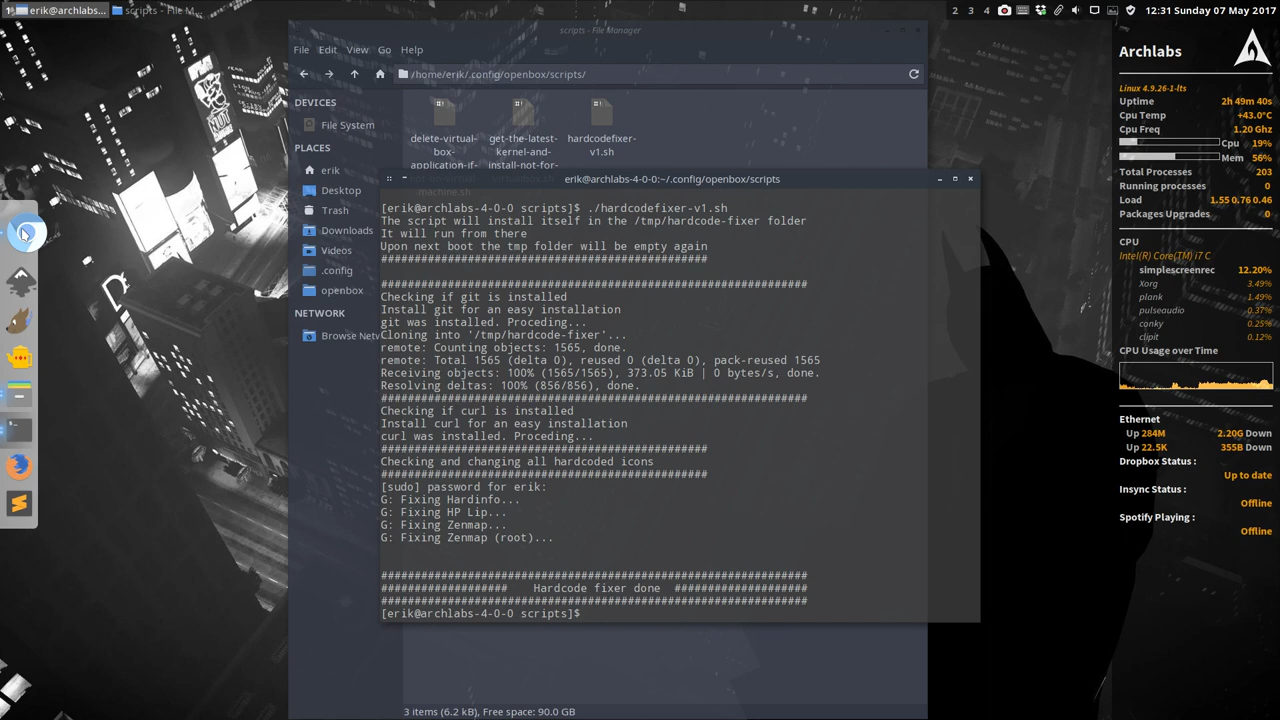 1 erik@archlabs... scripts - File M... 2 3 4 12:31 Sunday 07 May 2017
scripts - File Manager
File Edit View Go Help
/home/erik/.config/openbox/scripts/
DEVICES
File System
PLACES
erik
Desktop
Trash
Downloads
Videos
.config
openbox
NETWORK
Browse Netw
delete-virtual-
box-
application-if-
machine.sh
get-the-latest-
kernel-and-
install-not-for-
hardcodefixer-
v1.sh
erik@archlabs-4-0-0:~/.config/openbox/scripts
[erik@archlabs-4-0-0 scripts]$ ./hardcodefixer-v1.sh
The script will install itself in the /tmp/hardcode-fixer folder
It will run from there
Upon next boot the tmp folder will be empty again
#################################################
################################################################
Checking if git is installed
Install git for an easy installation
git was installed. Proceding...
Cloning into '/tmp/hardcode-fixer'...
remote: Counting objects: 1565, done.
remote: Total 1565 (delta 0), reused 0 (delta 0), pack-reused 1565
Receiving objects: 100% (1565/1565), 373.05 KiB | 0 bytes/s, done.
Resolving deltas: 100% (856/856), done.
################################################################
Checking if curl is installed
Install curl for an easy installation
curl was installed. Proceding...
#################################################
Checking and changing all hardcoded icons
#################################################
[sudo] password for erik:
G: Fixing Hardinfo...
G: Fixing HP Lip...
G: Fixing Zenmap...
G: Fixing Zenmap (root)...
################################################################
################### Hardcode fixer done ####################
################################################################
[erik@archlabs-4-0-0 scripts]$
3 items (6.2 kB), Free space: 90.0 GB
Archlabs
Linux 4.9.26-1-lts
Uptime 2h 49m 40s
Cpu Temp +43.0°C
Cpu Freq 1.20 Ghz
Cpu 19%
Mem 56%
Total Processes 203
Running processes 0
Load 1.55 0.76 0.46
Packages Upgrades 0
CPU
Intel(R) Core(TM) i7 C
simplescreenrec 12.20%
Xorg 3.49%
plank 1.49%
pulseaudio 0.37%
conky 0.25%
clipit 0.12%
CPU Usage over Time
Ethernet
Up 284M 2.20G Down
Up 22.5K 355B Down
Dropbox Status :
Up to date
Insync Status :
Offline
Spotify Playing :
Offline